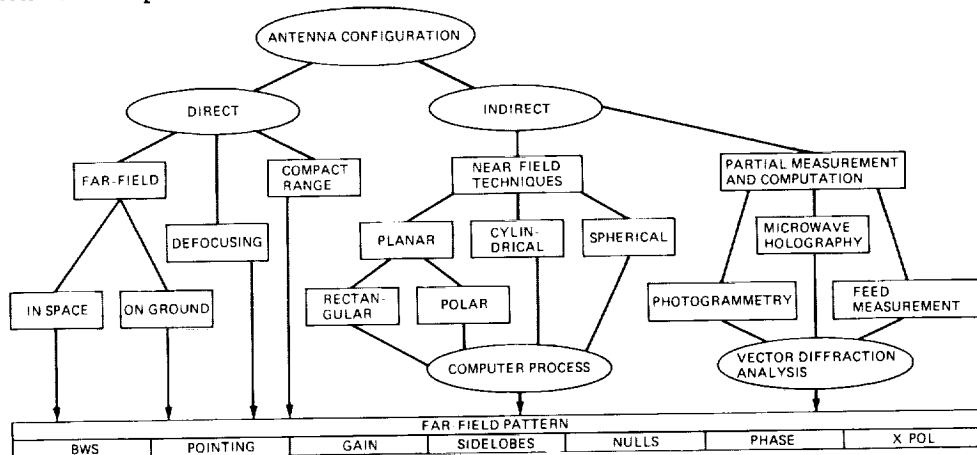 ANTENNA CONFIGURATION
DIRECT
INDIRECT
FAR-FIELD
COMPACT
RANGE
NEAR FIELD
TECHNIQUES
PARTIAL MEASUREMENT
AND COMPUTATION
DEFOCUSING
PLANAR
CYLIN-
DRICAL
SPHERICAL
MICROWAVE
HOLOGRAPHY
IN SPACE
ON GROUND
RECTAN-
GULAR
POLAR
PHOTOGRAMMETRY
FEED
MEASUREMENT
COMPUTER PROCESS
VECTOR DIFFRACTION
ANALYSIS
FAR-FIELD PATTERN
BWS
POINTING
GAIN
SIDELOBES
NULLS
PHASE
X POL